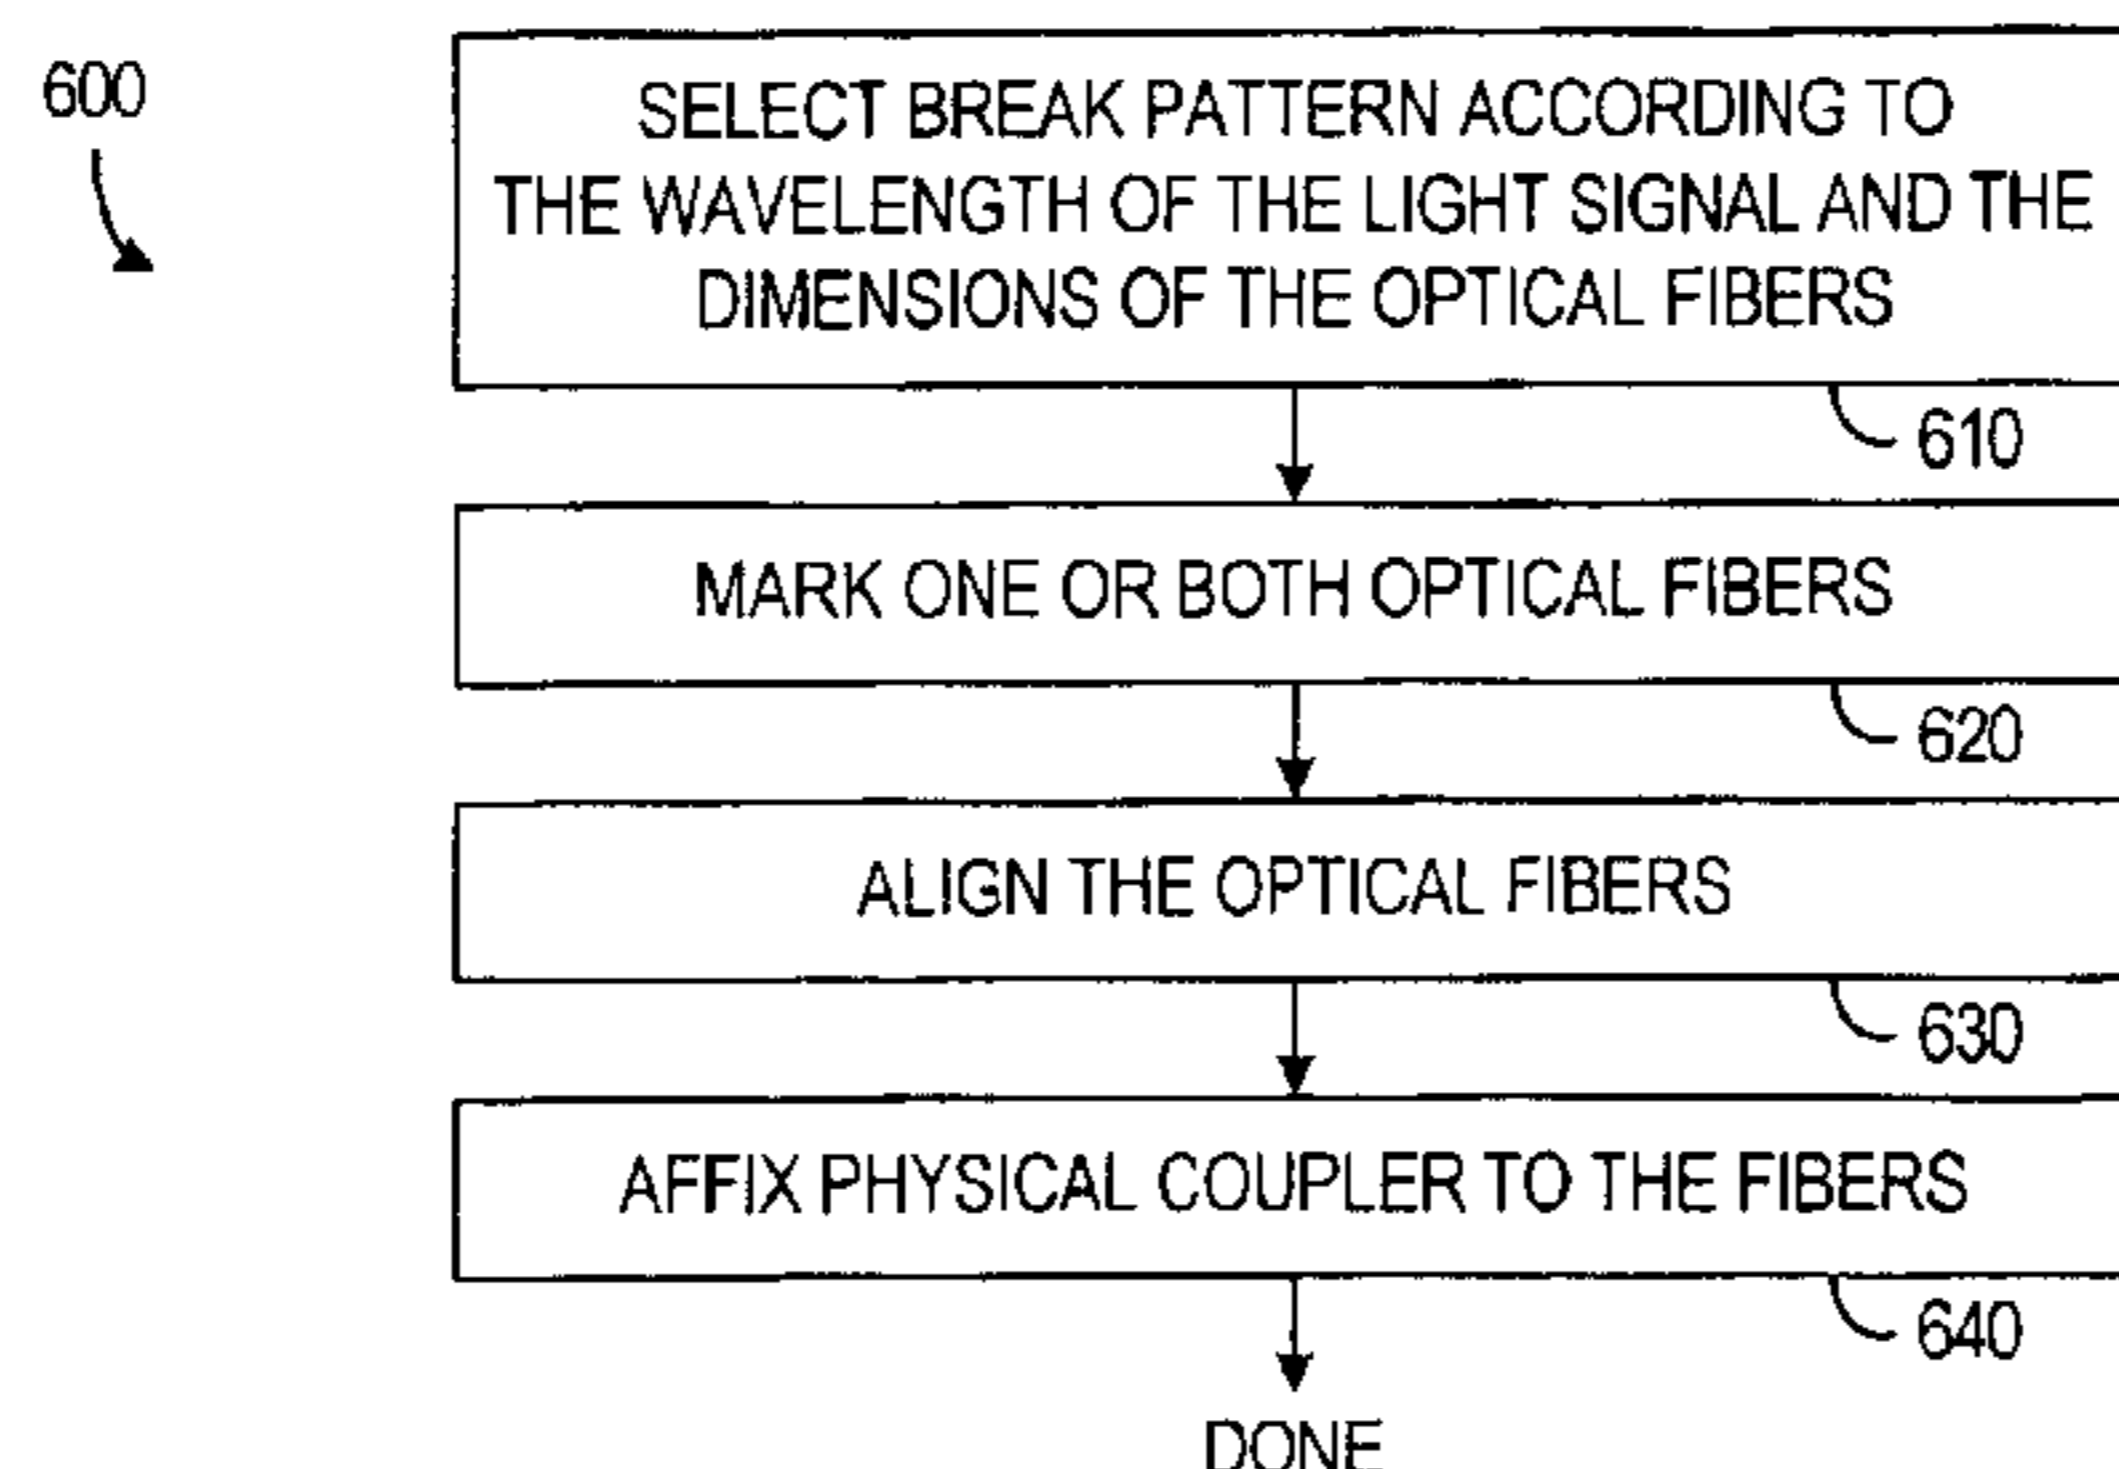 600
SELECT BREAK PATTERN ACCORDING TO
THE WAVELENGTH OF THE LIGHT SIGNAL AND THE
DIMENSIONS OF THE OPTICAL FIBERS
610
MARK ONE OR BOTH OPTICAL FIBERS
620
ALIGN THE OPTICAL FIBERS
630
AFFIX PHYSICAL COUPLER TO THE FIBERS
640
DONE